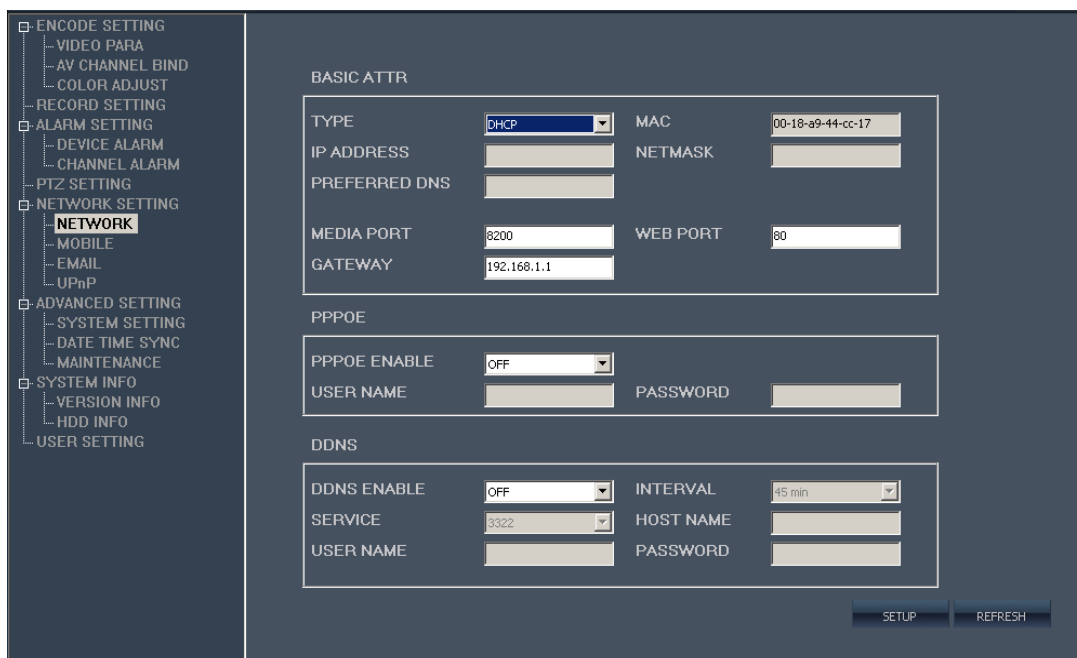 ENCODE SETTING
VIDEO PARA
AV CHANNEL BIND
COLOR ADJUST
RECORD SETTING
ALARM SETTING
DEVICE ALARM
CHANNEL ALARM
PTZ SETTING
NETWORK SETTING
NETWORK
MOBILE
EMAIL
UPnP
ADVANCED SETTING
SYSTEM SETTING
DATE TIME SYNC
MAINTENANCE
SYSTEM INFO
VERSION INFO
HDD INFO
USER SETTING
BASIC ATTR
TYPE DHCP MAC 00-18-a9-44-cc-17
IP ADDRESS NETMASK
PREFERRED DNS
MEDIA PORT 8200 WEB PORT 80
GATEWAY 192.168.1.1
PPPOE
PPPOE ENABLE OFF
USER NAME PASSWORD
DDNS
DDNS ENABLE OFF INTERVAL 45 min
SERVICE 3322 HOST NAME
USER NAME PASSWORD
SETUP REFRESH